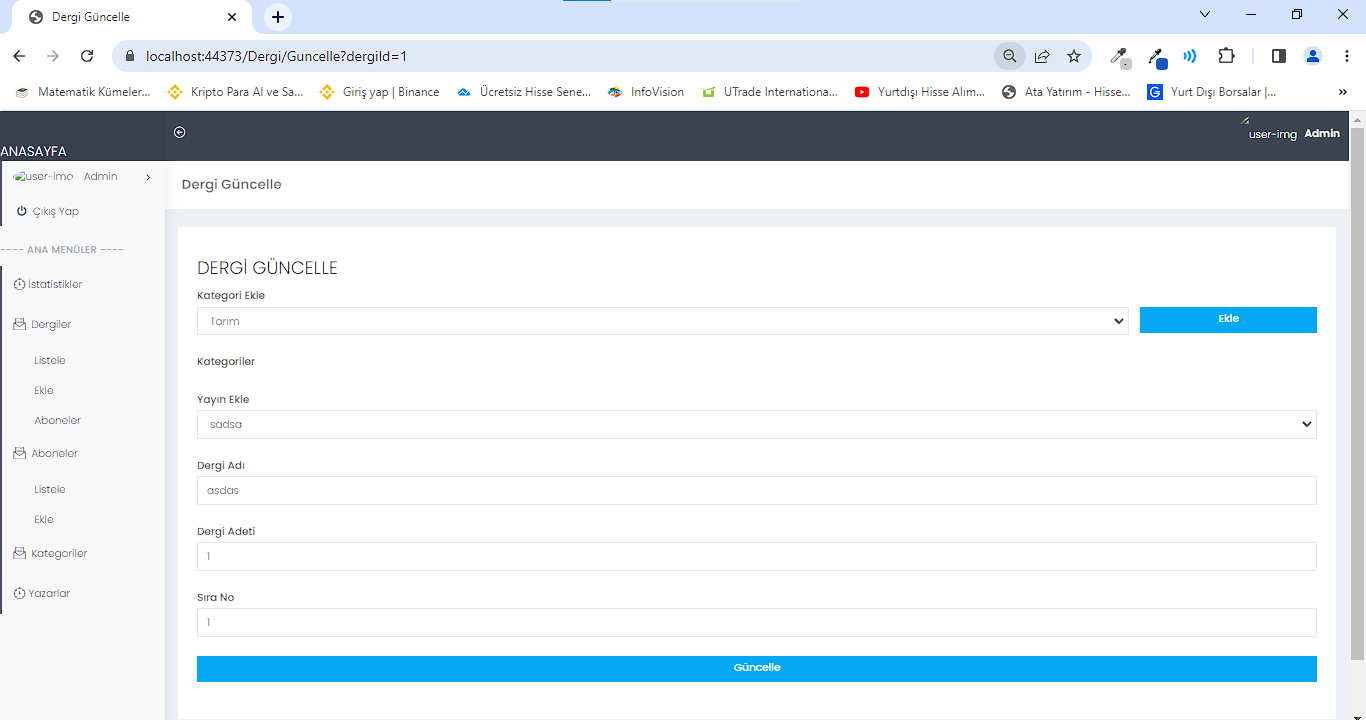 Dergi Güncelle
localhost:44373/Dergi/Guncelle?dergiId=1
Matematik Kümeler...
Kripto Para Al ve Sa...
Giriş yap | Binance
Ücretsiz Hisse Sene...
InfoVision
UTrade Internationa...
Yurtdışı Hisse Alım...
Ata Yatırım - Hisse...
Yurt Dışı Borsalar |...
ANASAYFA
user-img Admin
user-img Admin
Çıkış Yap
---- ANA MENÜLER ----
İstatistikler
Dergiler
Listele
Ekle
Aboneler
Aboneler
Listele
Ekle
Kategoriler
Yazarlar
Dergi Güncelle
DERGİ GÜNCELLE
Kategori Ekle
Tarım
Ekle
Kategoriler
Yayın Ekle
sadsa
Dergi Adı
asdas
Dergi Adeti
1
Sıra No
1
Güncelle